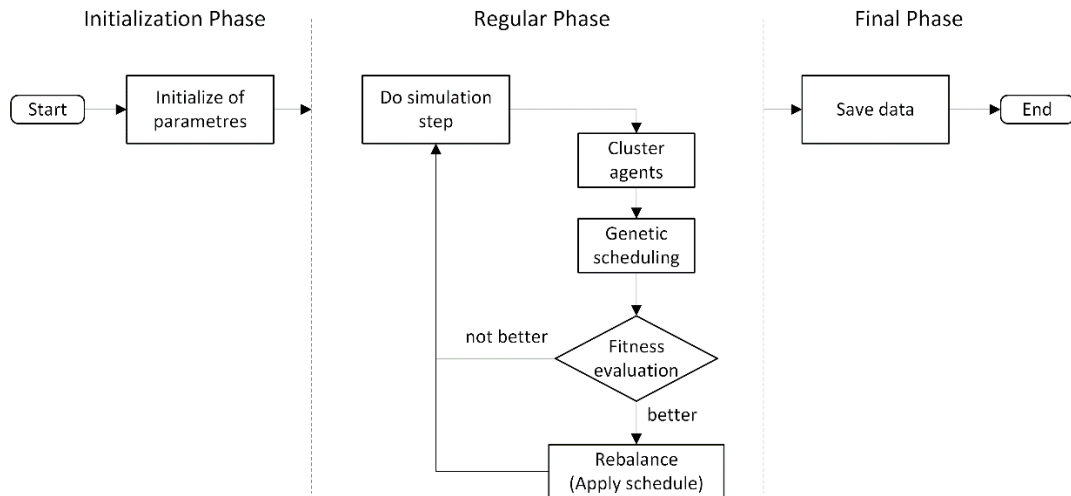 Initialization Phase
Regular Phase
Final Phase
Start
Initialize of
parametres
Do simulation
step
Save data
End
Cluster
agents
Genetic
scheduling
not better
Fitness
evaluation
better
Rebalance
(Apply schedule)